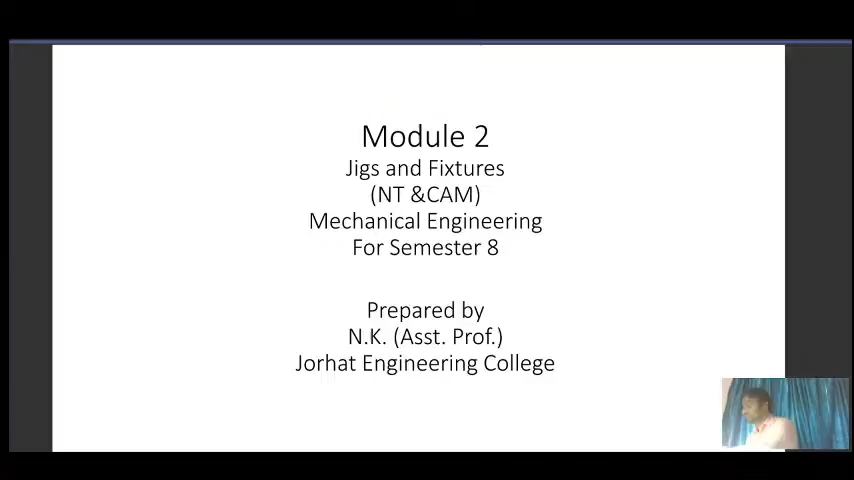 Module 2
Jigs and Fixtures
(NT &CAM)
Mechanical Engineering
For Semester 8
Prepared by
N.K. (Asst. Prof.)
Jorhat Engineering College